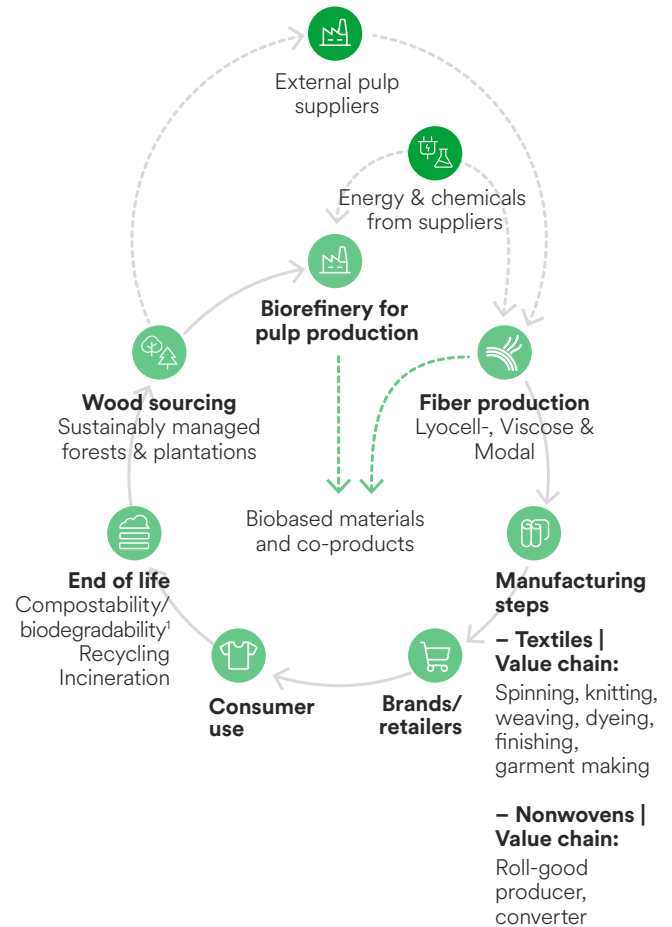 External pulp
suppliers
Energy & chemicals
from suppliers
Biorefinery for
pulp production
Wood sourcing
Sustainably managed
forests & plantations
Fiber production
Lyocell-, Viscose &
Modal
Biobased materials
and co-products
End of life
Compostability/
biodegradability¹
Recycling
Incineration
Manufacturing
steps
– Textiles |
Value chain:
Spinning, knitting,
weaving, dyeing,
finishing,
garment making
– Nonwovens |
Value chain:
Roll-good
producer,
converter
Brands/
retailers
Consumer
use